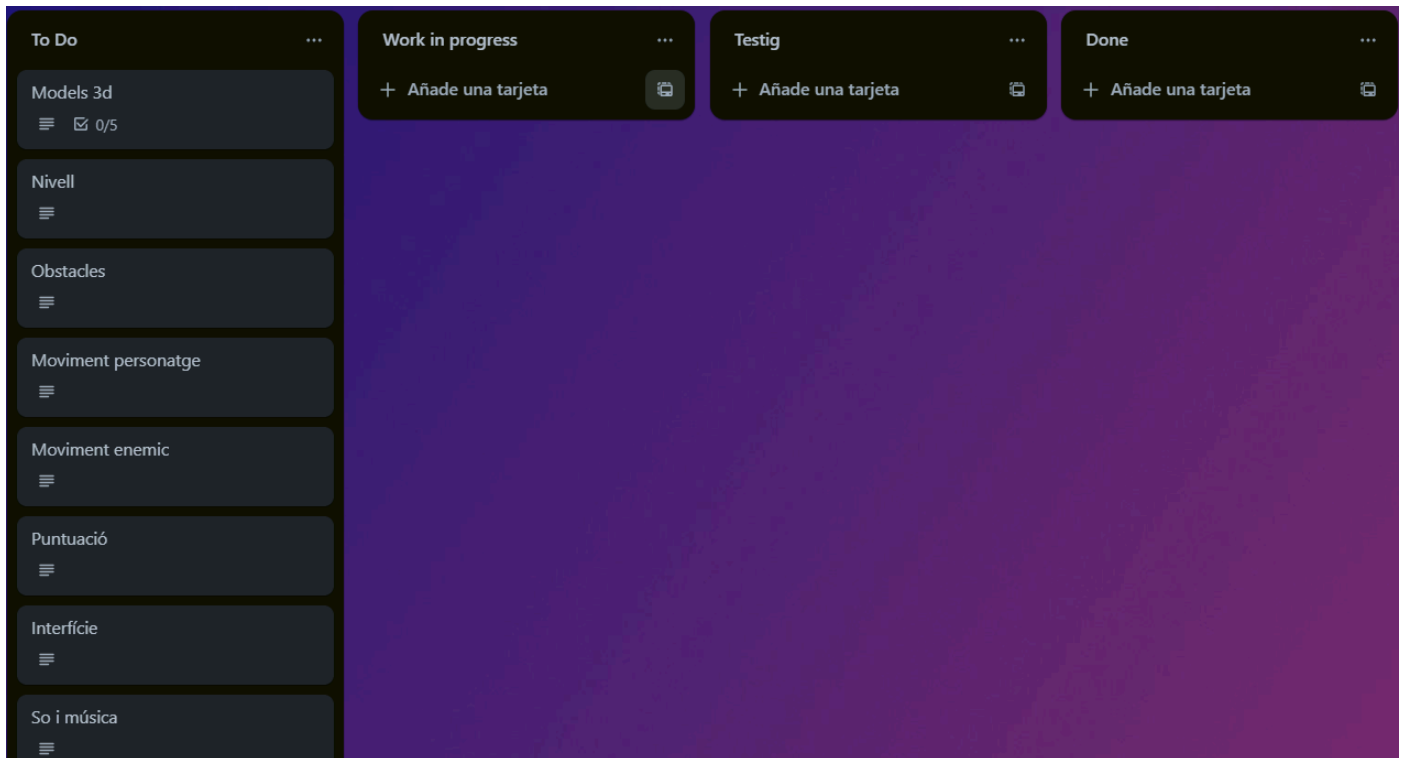 To Do
Models 3d
0/5
Nivell
Obstacles
Moviment personatge
Moviment enemic
Puntuació
Interfície
So i música
Work in progress
Añade una tarjeta
Testig
Añade una tarjeta
Done
Añade una tarjeta